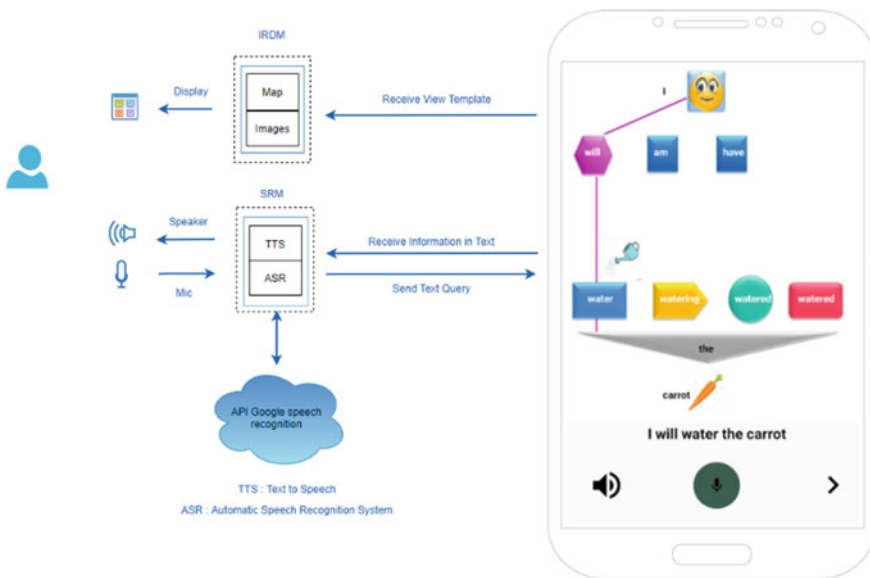 IRDM
Map
Images
Display
Receive View Template
SRM
TTS
ASR
Speaker
Mic
Receive Information in Text
Send Text Query
API Google speech
recognition
TTS : Text to Speech
ASR : Automatic Speech Recognition System
I
will am have
water watering watered watered
the
carrot
I will water the carrot